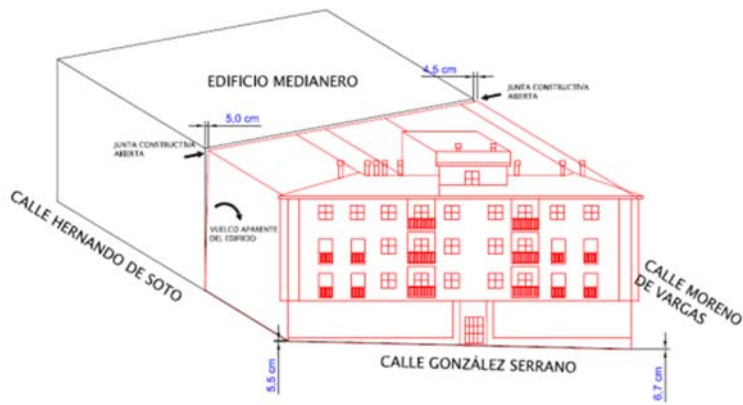 EDIFICIO MEDIANERO
4,5 cm
JUNTA CONSTRUCTIVA
ABIERTA
5,0 cm
JUNTA CONSTRUCTIVA
ABIERTA
VUELCO APARENTE
DEL EDIFICIO
CALLE HERNANDO DE SOTO
CALLE MORENO
DE VARGAS
CALLE GONZÁLEZ SERRANO
5,5 cm
6,7 cm